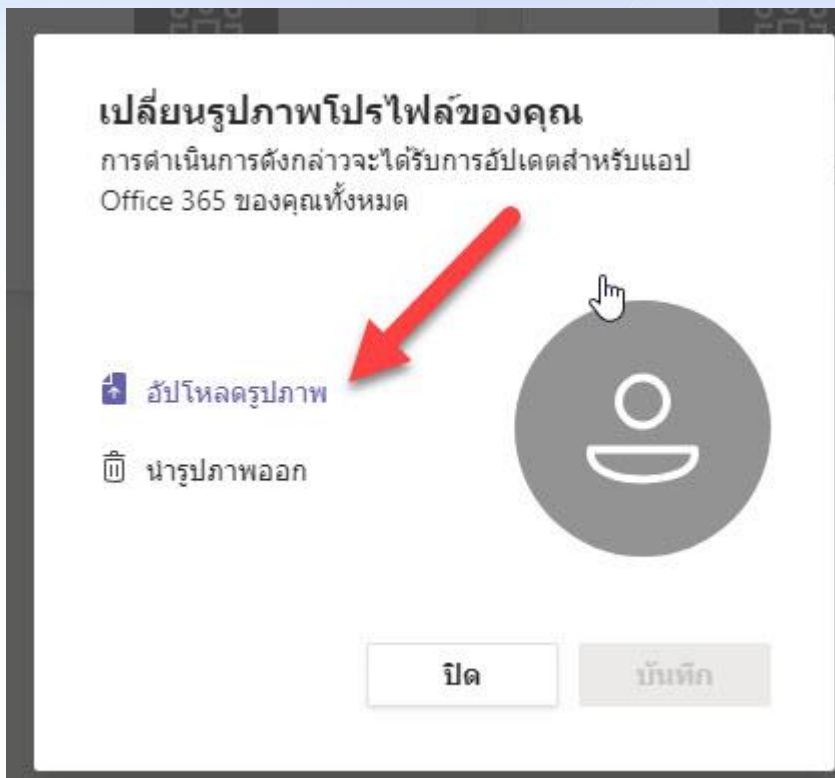 เปลี่ยนรูปภาพโปรไฟล์ของคุณ
การดำเนินการดังกล่าวจะได้รับการอัปเดตสำหรับแอป
Office 365 ของคุณทั้งหมด
อัปโหลดรูปภาพ
นำรูปภาพออก
ปิด
บันทึก